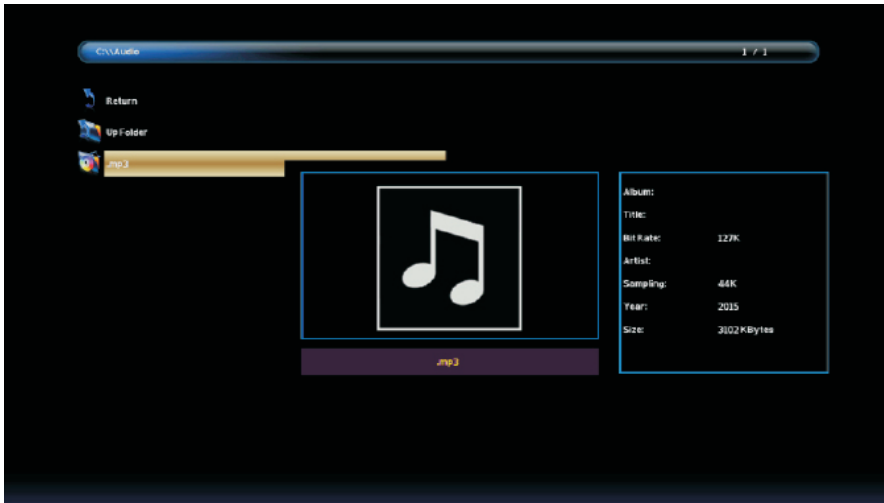 C:\\Audio 1 / 1
Return
Up Folder
.mp3
Album:
Title:
Bit Rate: 127K
Artist:
Sampling: 44K
Year: 2015
Size: 3102 KBytes
.mp3